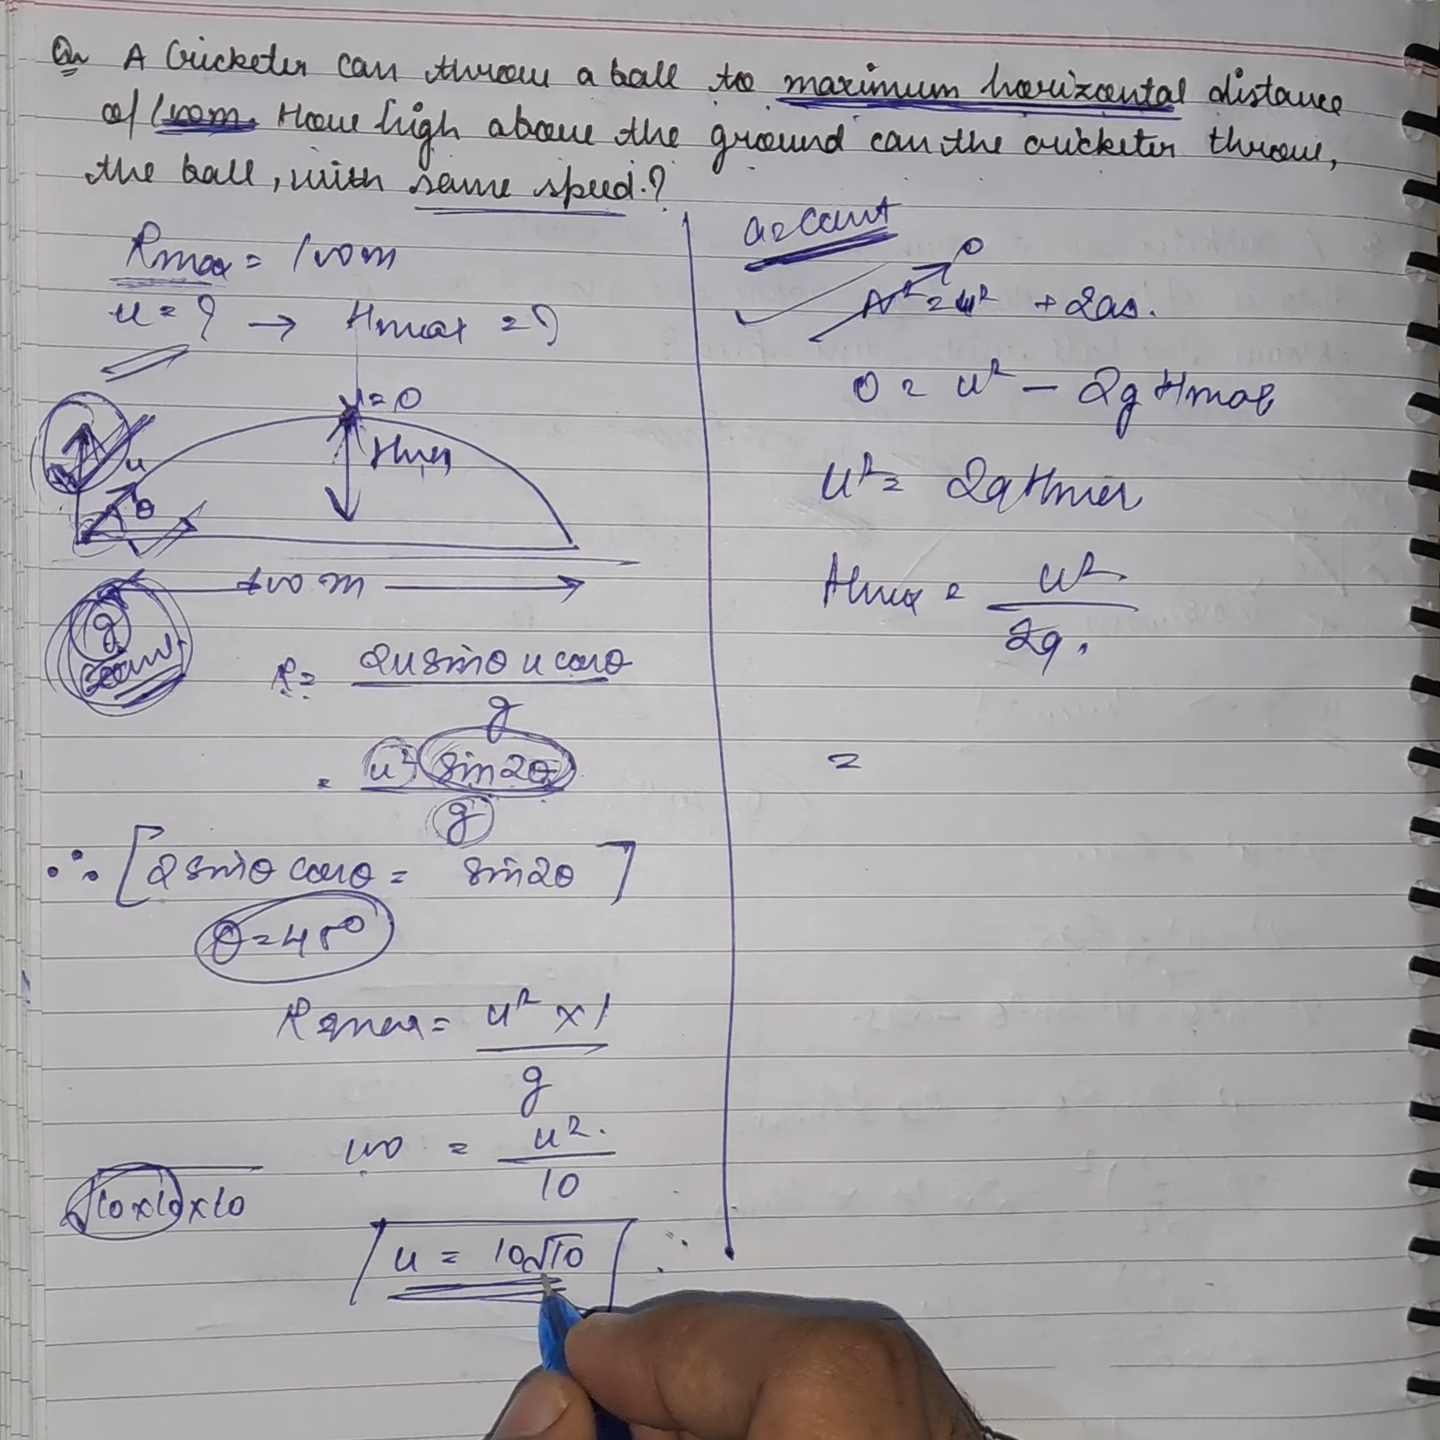 Qn A Cricketer can throw a ball to maximum horizontal distance
of 100m. How high above the ground can the cricketer throw,
the ball, with same speed.?
Rmax = 100m
u = ? → Hmax = ?
v=0
Hmax
u
θ
100 m
g
R = 2u sinθ u cosθ
g
= u² sin2θ
g
∴ [2 sinθ cosθ = sin2θ]
θ = 45°
Rmax = u² x 1
g
100 = u².
10
√10x10x10
u = 10√10
a = const
0
v² = u² + 2as.
0 = u² - 2g Hmax
u² = 2g Hmax
Hmax = u²
2g.
=